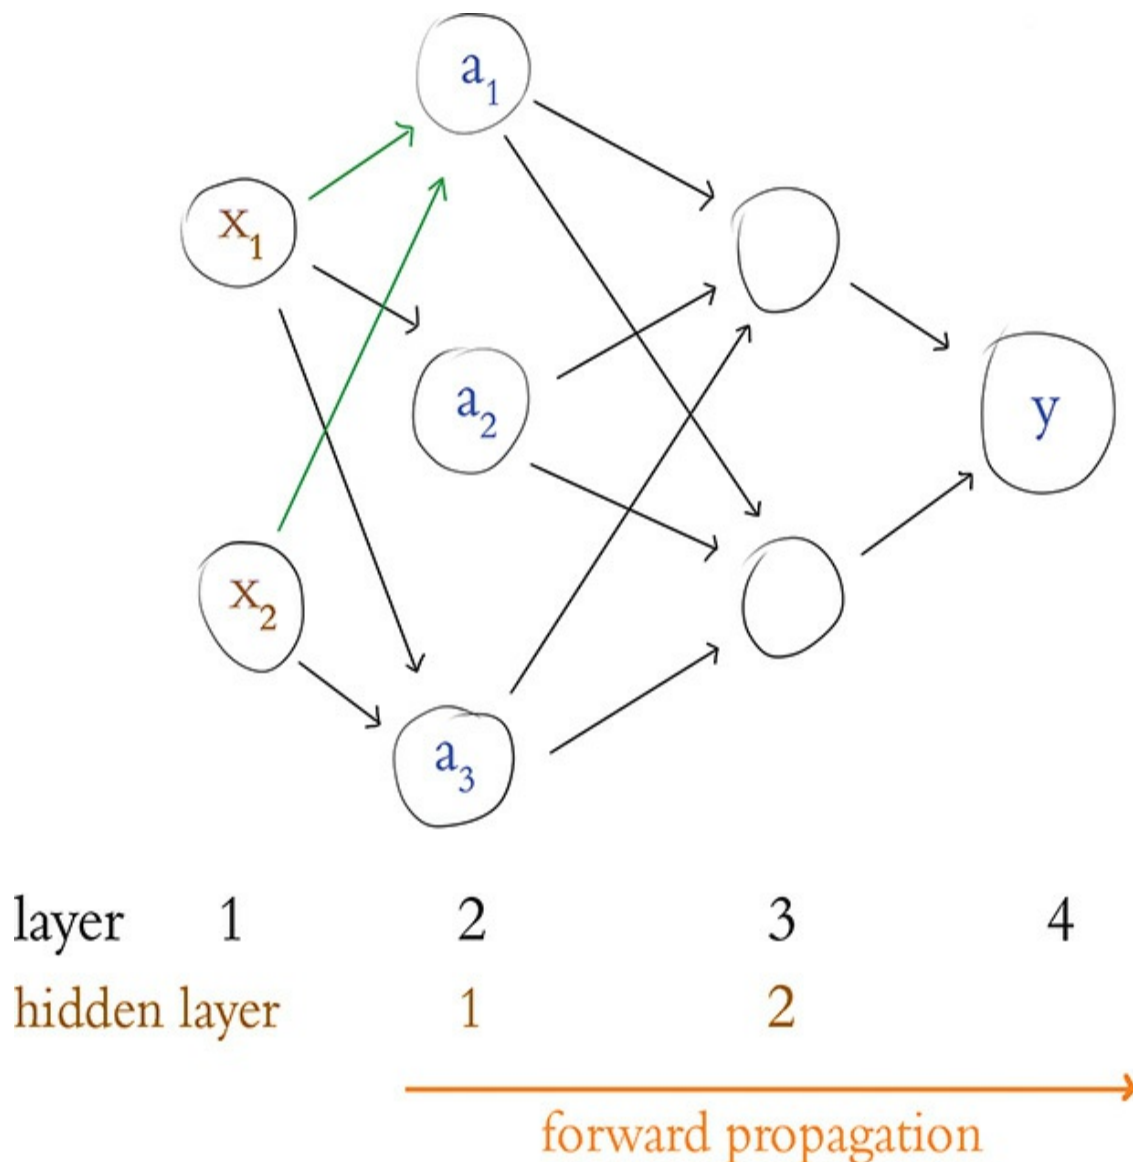 a₁
x₁
a₂
y
x₂
a₃
layer 1 2 3 4
hidden layer 1 2
forward propagation